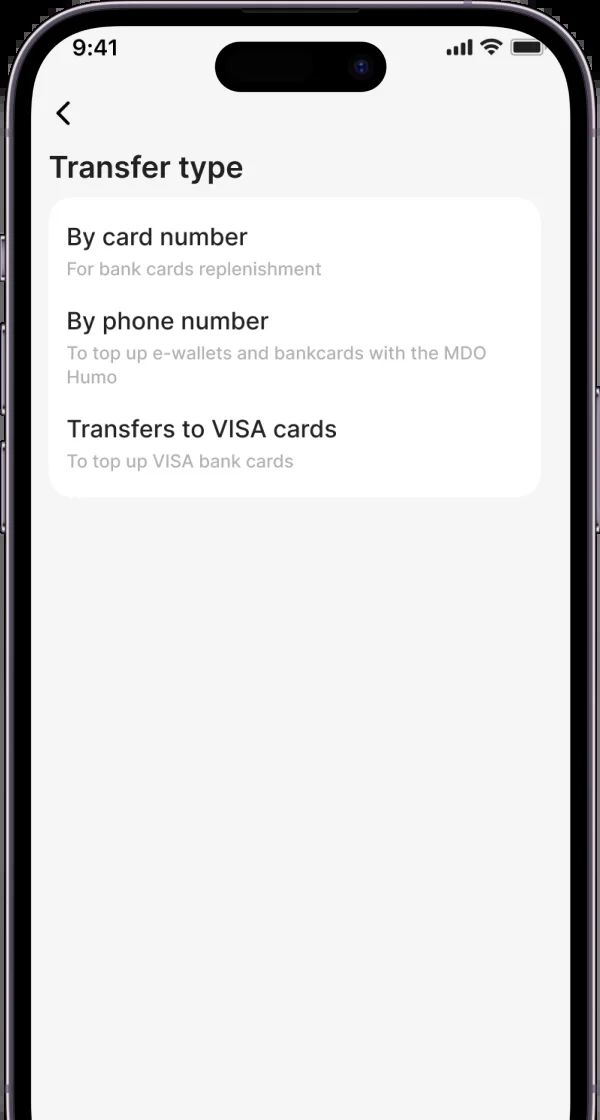 9:41
Transfer type
By card number
For bank cards replenishment
By phone number
To top up e-wallets and bankcards with the MDO
Humo
Transfers to VISA cards
To top up VISA bank cards